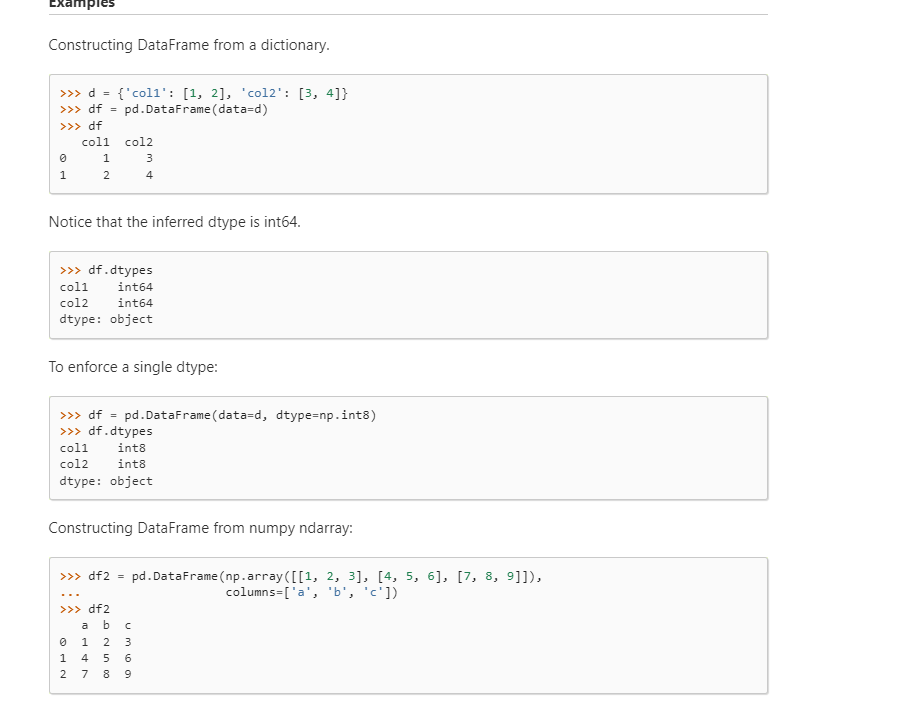 Examples
Constructing DataFrame from a dictionary.
>>> d = {'col1': [1, 2], 'col2': [3, 4]}
>>> df = pd.DataFrame(data=d)
>>> df
   col1  col2
0     1     3
1     2     4
Notice that the inferred dtype is int64.
>>> df.dtypes
col1    int64
col2    int64
dtype: object
To enforce a single dtype:
>>> df = pd.DataFrame(data=d, dtype=np.int8)
>>> df.dtypes
col1    int8
col2    int8
dtype: object
Constructing DataFrame from numpy ndarray:
>>> df2 = pd.DataFrame(np.array([[1, 2, 3], [4, 5, 6], [7, 8, 9]]),
...                    columns=['a', 'b', 'c'])
>>> df2
   a  b  c
0  1  2  3
1  4  5  6
2  7  8  9